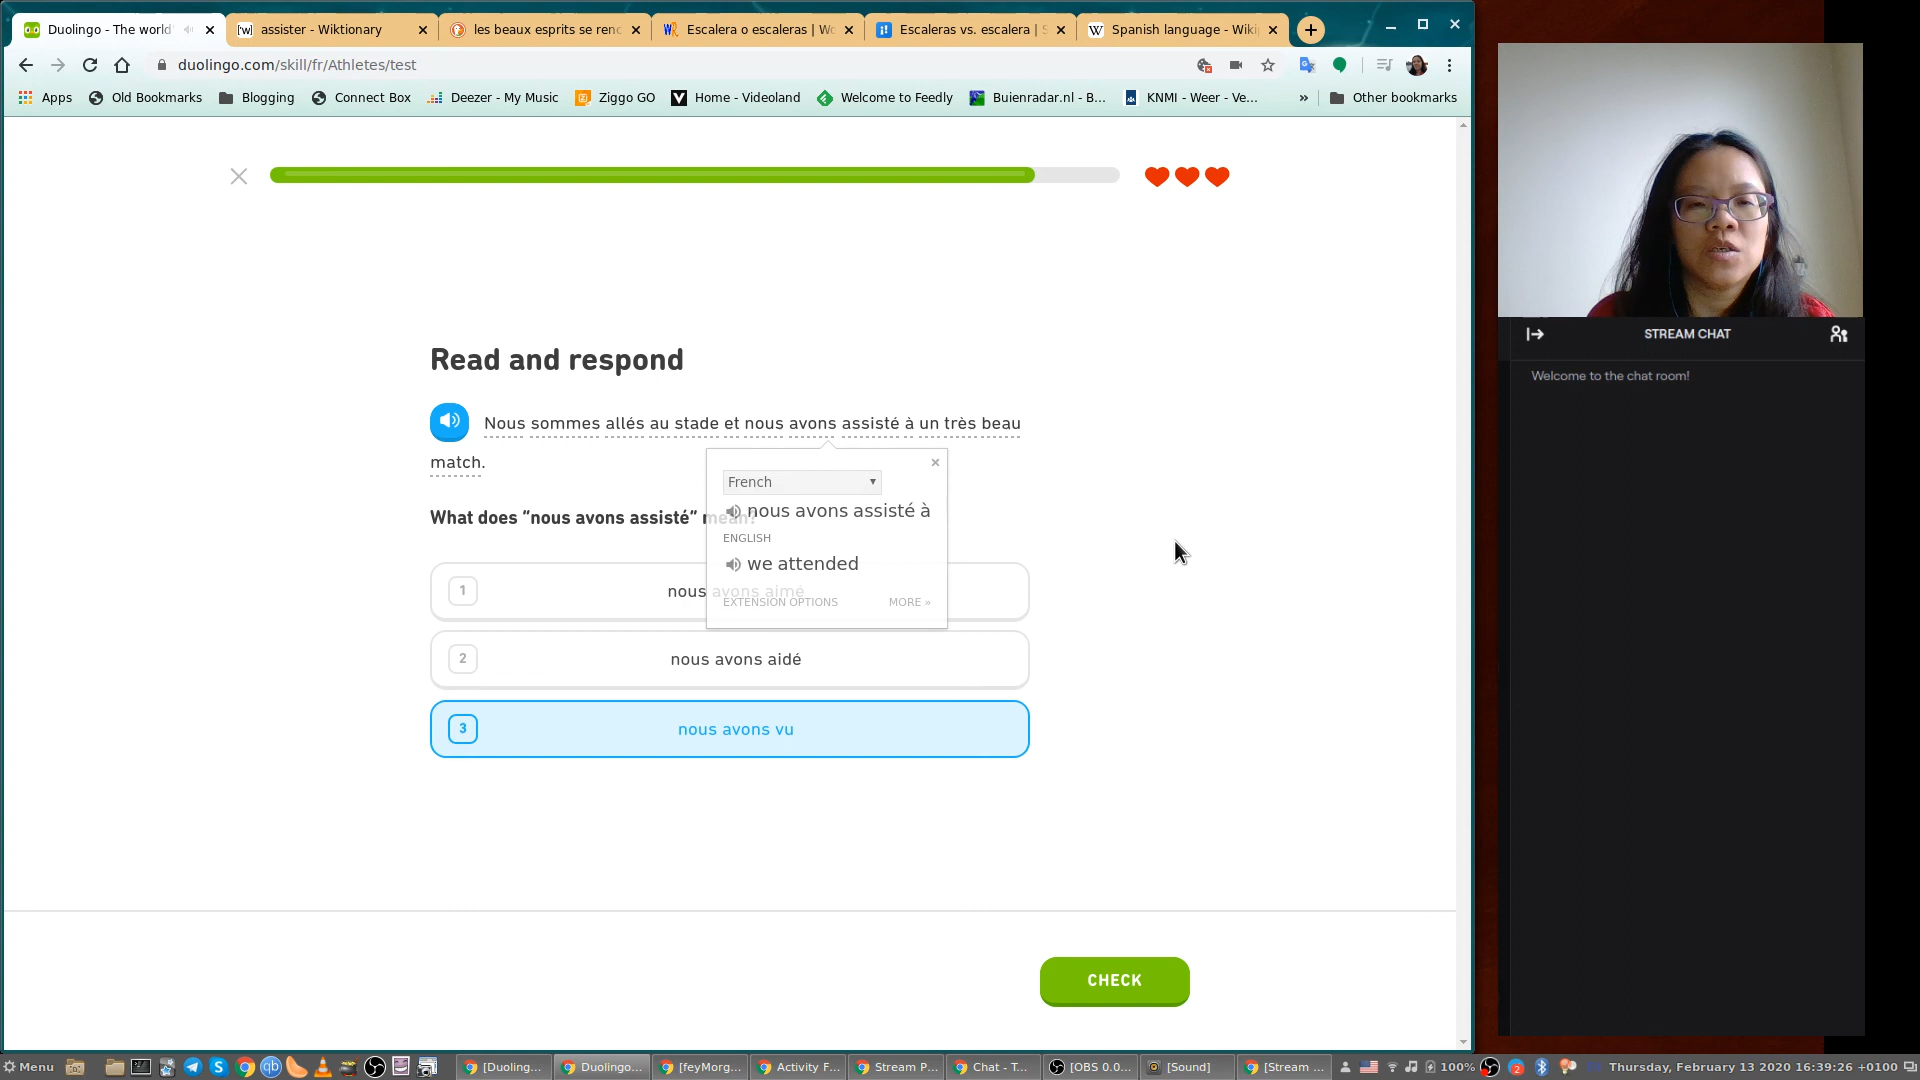 Duolingo - The world'
assister - Wiktionary
les beaux esprits se renc
Escalera o escaleras | Wo
Escaleras vs. escalera | S
Spanish language - Wiki
duolingo.com/skill/fr/Athletes/test
Apps
Old Bookmarks
Blogging
Connect Box
Deezer - My Music
Ziggo GO
Home - Videoland
Welcome to Feedly
Buienradar.nl - B...
KNMI - Weer - Ve...
»
Other bookmarks
Read and respond
Nous sommes allés au stade et nous avons assisté à un très beau
match.
What does “nous avons assisté” mean?
French
nous avons assisté à
ENGLISH
we attended
EXTENSION OPTIONS
MORE »
1
nous avons aimé
2
nous avons aidé
3
nous avons vu
CHECK
STREAM CHAT
Welcome to the chat room!
Menu
[Duoling...
Duolingo...
[feyMorg...
Activity F...
Stream P...
Chat - T...
[OBS 0.0...
[Sound]
[Stream ...
100%
2
Thursday, February 13 2020 16:39:26 +0100